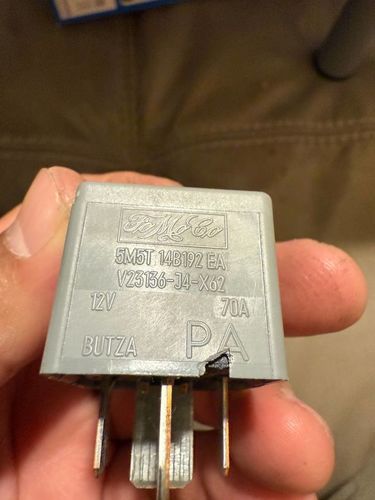 FoMoCo
5M5T 14B192 EA
V23136-J4-X62
12V 70A
BUTZA PA